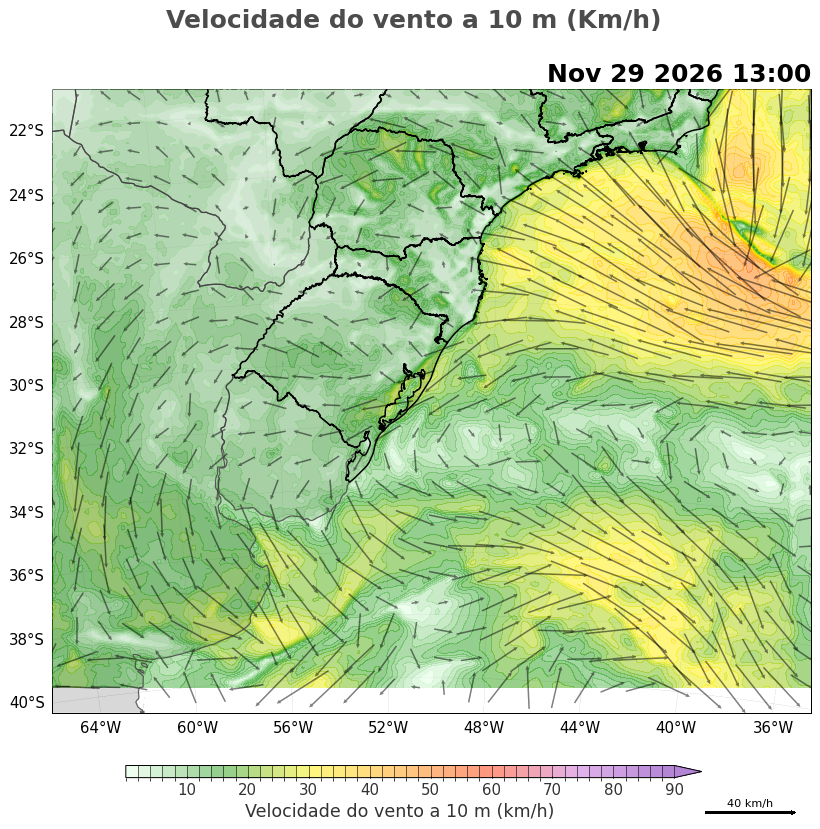 Velocidade do vento a 10 m (Km/h)
Nov 29 2026 13:00
22°S
24°S
26°S
28°S
30°S
32°S
34°S
36°S
38°S
40°S
64°W 60°W 56°W 52°W 48°W 44°W 40°W 36°W
10 20 30 40 50 60 70 80 90
Velocidade do vento a 10 m (km/h)
40 km/h